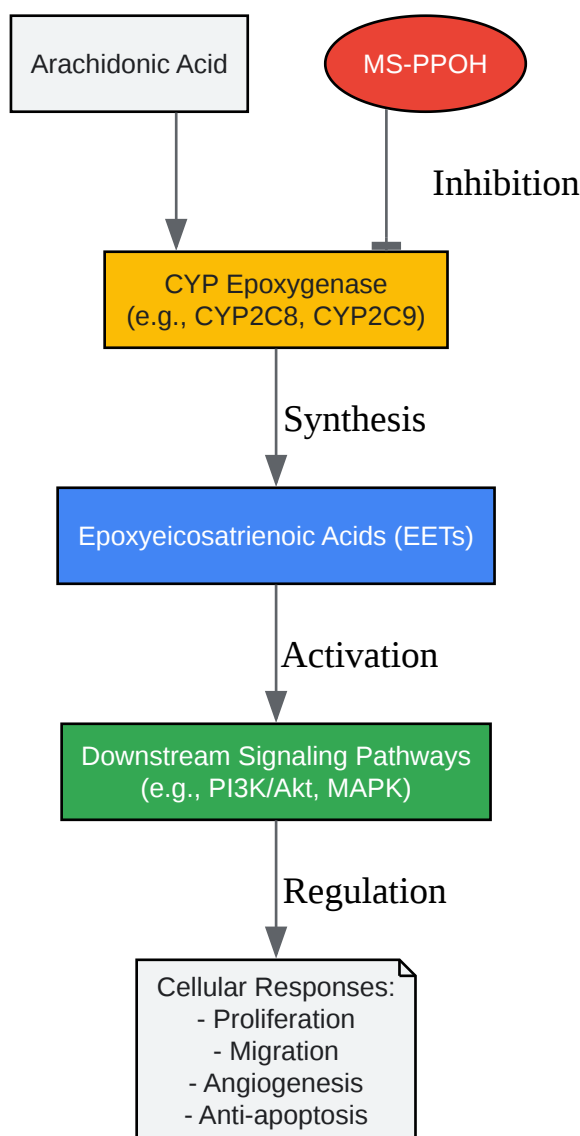 Arachidonic Acid
MS-PPOH
Inhibition
CYP Epoxygenase
(e.g., CYP2C8, CYP2C9)
Synthesis
Epoxyeicosatrienoic Acids (EETs)
Activation
Downstream Signaling Pathways
(e.g., PI3K/Akt, MAPK)
Regulation
Cellular Responses:
- Proliferation
- Migration
- Angiogenesis
- Anti-apoptosis